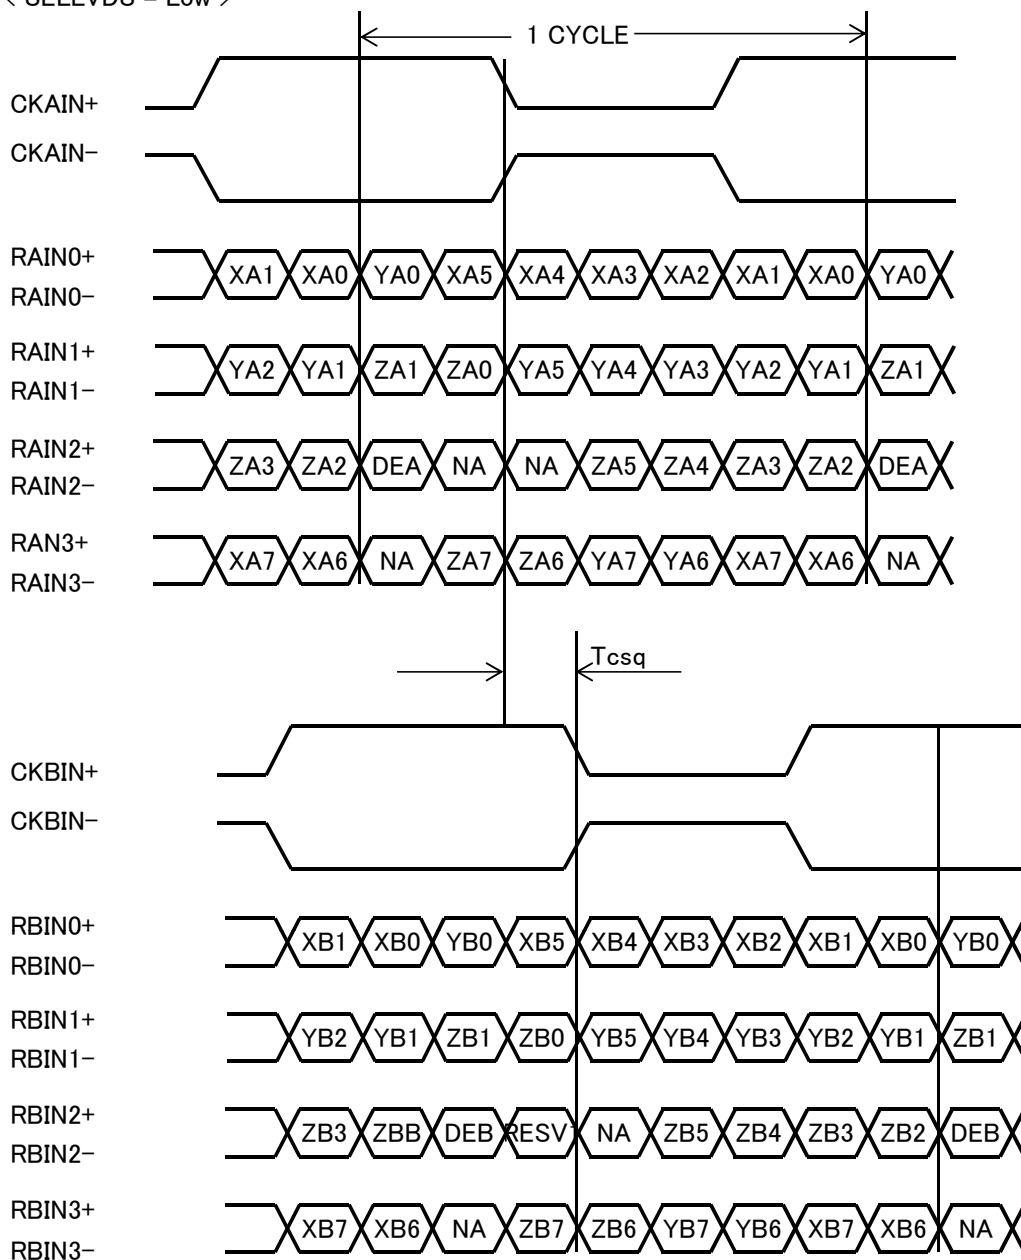 < SELLVDS = Low >
1 CYCLE
CKAIN+
CKAIN-
RAIN0+ XA1 XA0 YA0 XA5 XA4 XA3 XA2 XA1 XA0 YA0
RAIN0-
RAIN1+ YA2 YA1 ZA1 ZA0 YA5 YA4 YA3 YA2 YA1 ZA1
RAIN1-
RAIN2+ ZA3 ZA2 DEA NA NA ZA5 ZA4 ZA3 ZA2 DEA
RAIN2-
RAN3+ XA7 XA6 NA ZA7 ZA6 YA7 YA6 XA7 XA6 NA
RAIN3-
Tcsq
CKBIN+
CKBIN-
RBIN0+ XB1 XB0 YB0 XB5 XB4 XB3 XB2 XB1 XB0 YB0
RBIN0-
RBIN1+ YB2 YB1 ZB1 ZB0 YB5 YB4 YB3 YB2 YB1 ZB1
RBIN1-
RBIN2+ ZB3 ZBB DEB RESV1 NA ZB5 ZB4 ZB3 ZB2 DEB
RBIN2-
RBIN3+ XB7 XB6 NA ZB7 ZB6 YB7 YB6 XB7 XB6 NA
RBIN3-